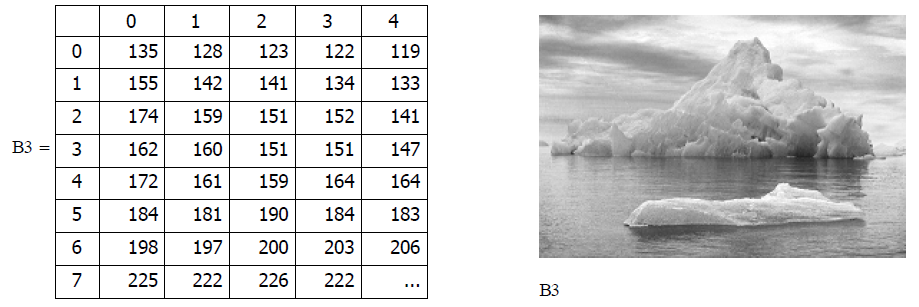 0 1 2 3 4
0 135 128 123 122 119
1 155 142 141 134 133
2 174 159 151 152 141
B3 = 3 162 160 151 151 147
4 172 161 159 164 164
5 184 181 190 184 183
6 198 197 200 203 206
7 225 222 226 222 ...
B3